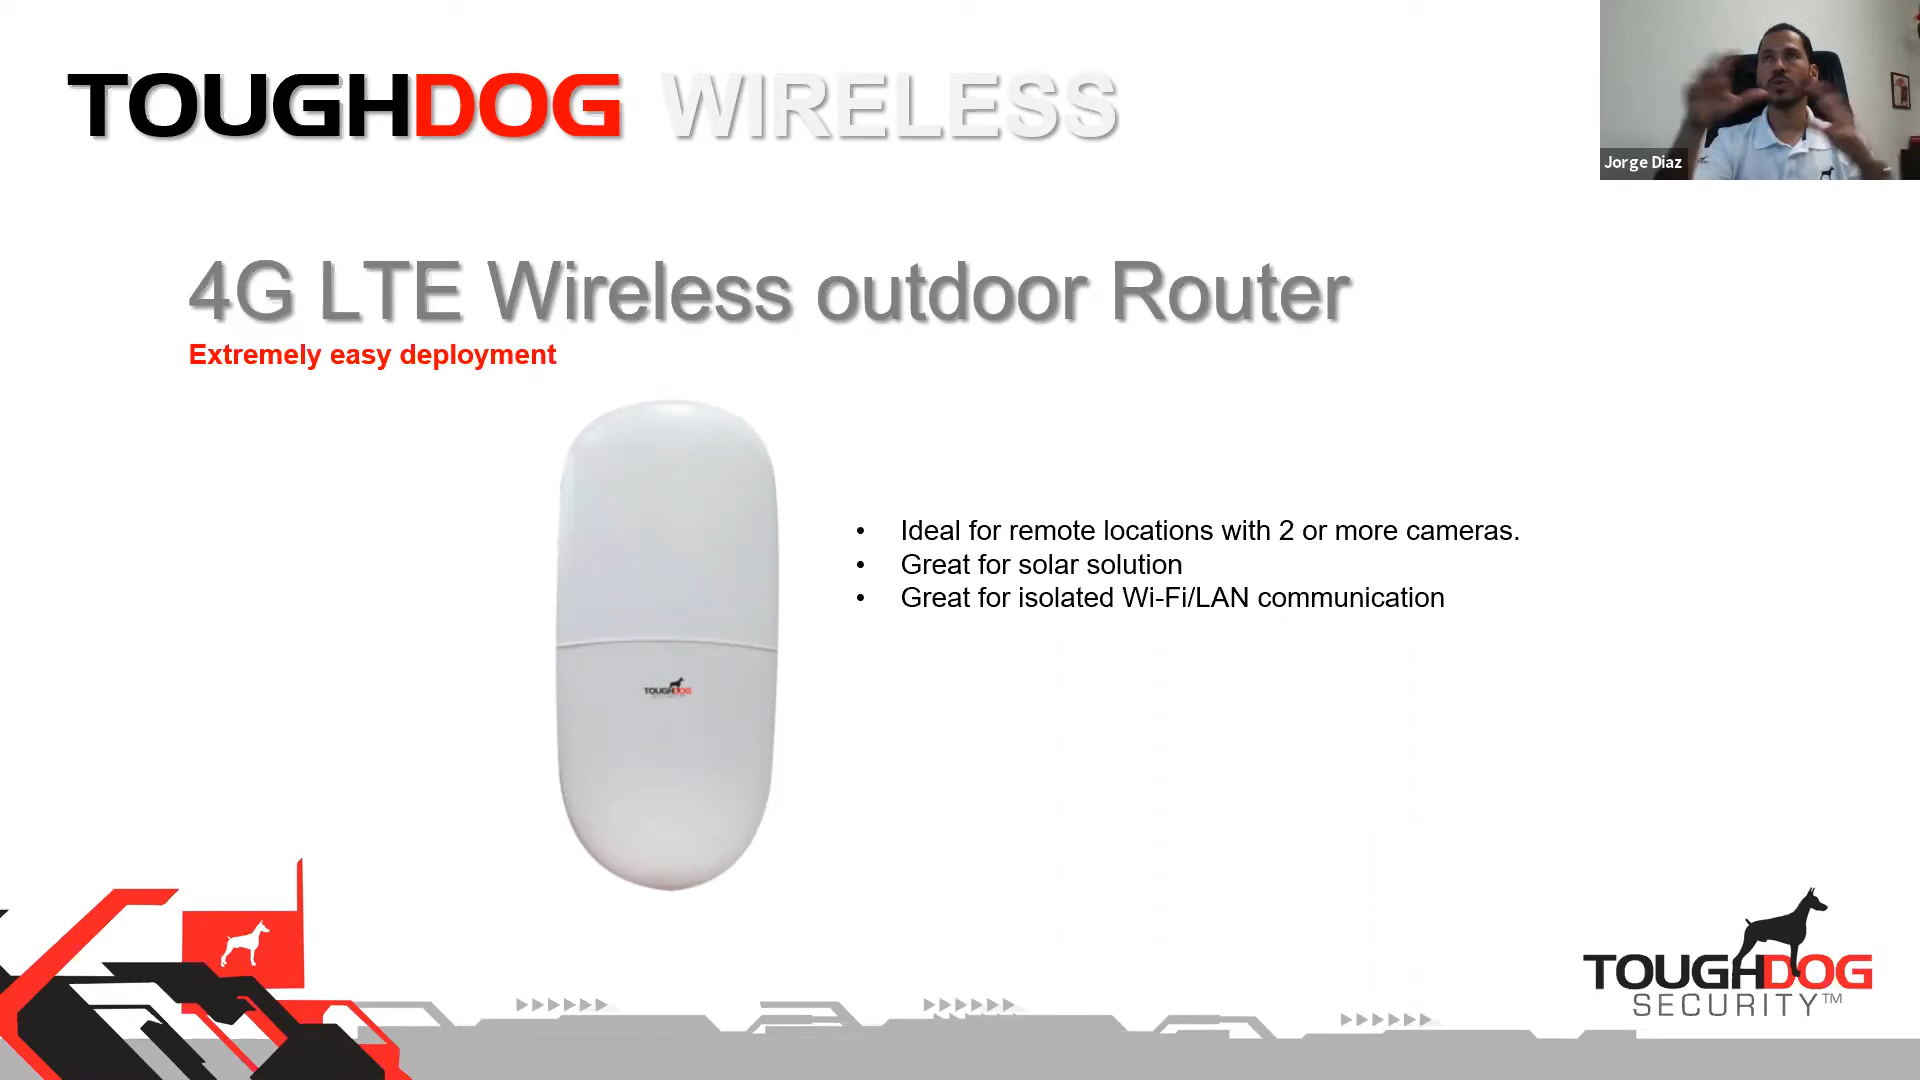 TOUGHDOG WIRELESS
Jorge Diaz
4G LTE Wireless outdoor Router
Extremely easy deployment
• Ideal for remote locations with 2 or more cameras.
• Great for solar solution
• Great for isolated Wi-Fi/LAN communication
TOUGHDOG
TOUGHDOG
SECURITY™